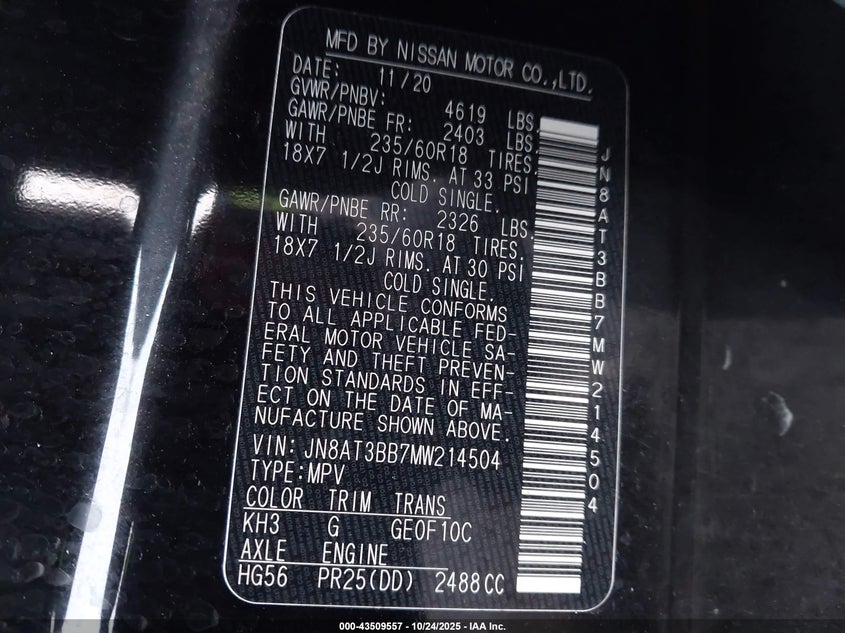 MFD BY NISSAN MOTOR CO.,LTD.
DATE: 11/20
GVWR/PNBV: 4619 LBS.
GAWR/PNBE FR: 2403 LBS.
WITH 235/60R18 TIRES.
18X7 1/2J RIMS. AT 33 PSI
COLD SINGLE.
GAWR/PNBE RR: 2326 LBS.
WITH 235/60R18 TIRES.
18X7 1/2J RIMS. AT 30 PSI
COLD SINGLE.
THIS VEHICLE CONFORMS
TO ALL APPLICABLE FED-
ERAL MOTOR VEHICLE SA-
FETY AND THEFT PREVEN-
TION STANDARDS IN EFF-
ECT ON THE DATE OF MA-
NUFACTURE SHOWN ABOVE.
VIN: JN8AT3BB7MW214504
TYPE:MPV
COLOR TRIM TRANS
KH3 G GE0F10C
AXLE ENGINE
HG56 PR25(DD) 2488CC
JN8AT3BB7MW214504
000-43509557 - 10/24/2025 - IAA Inc.